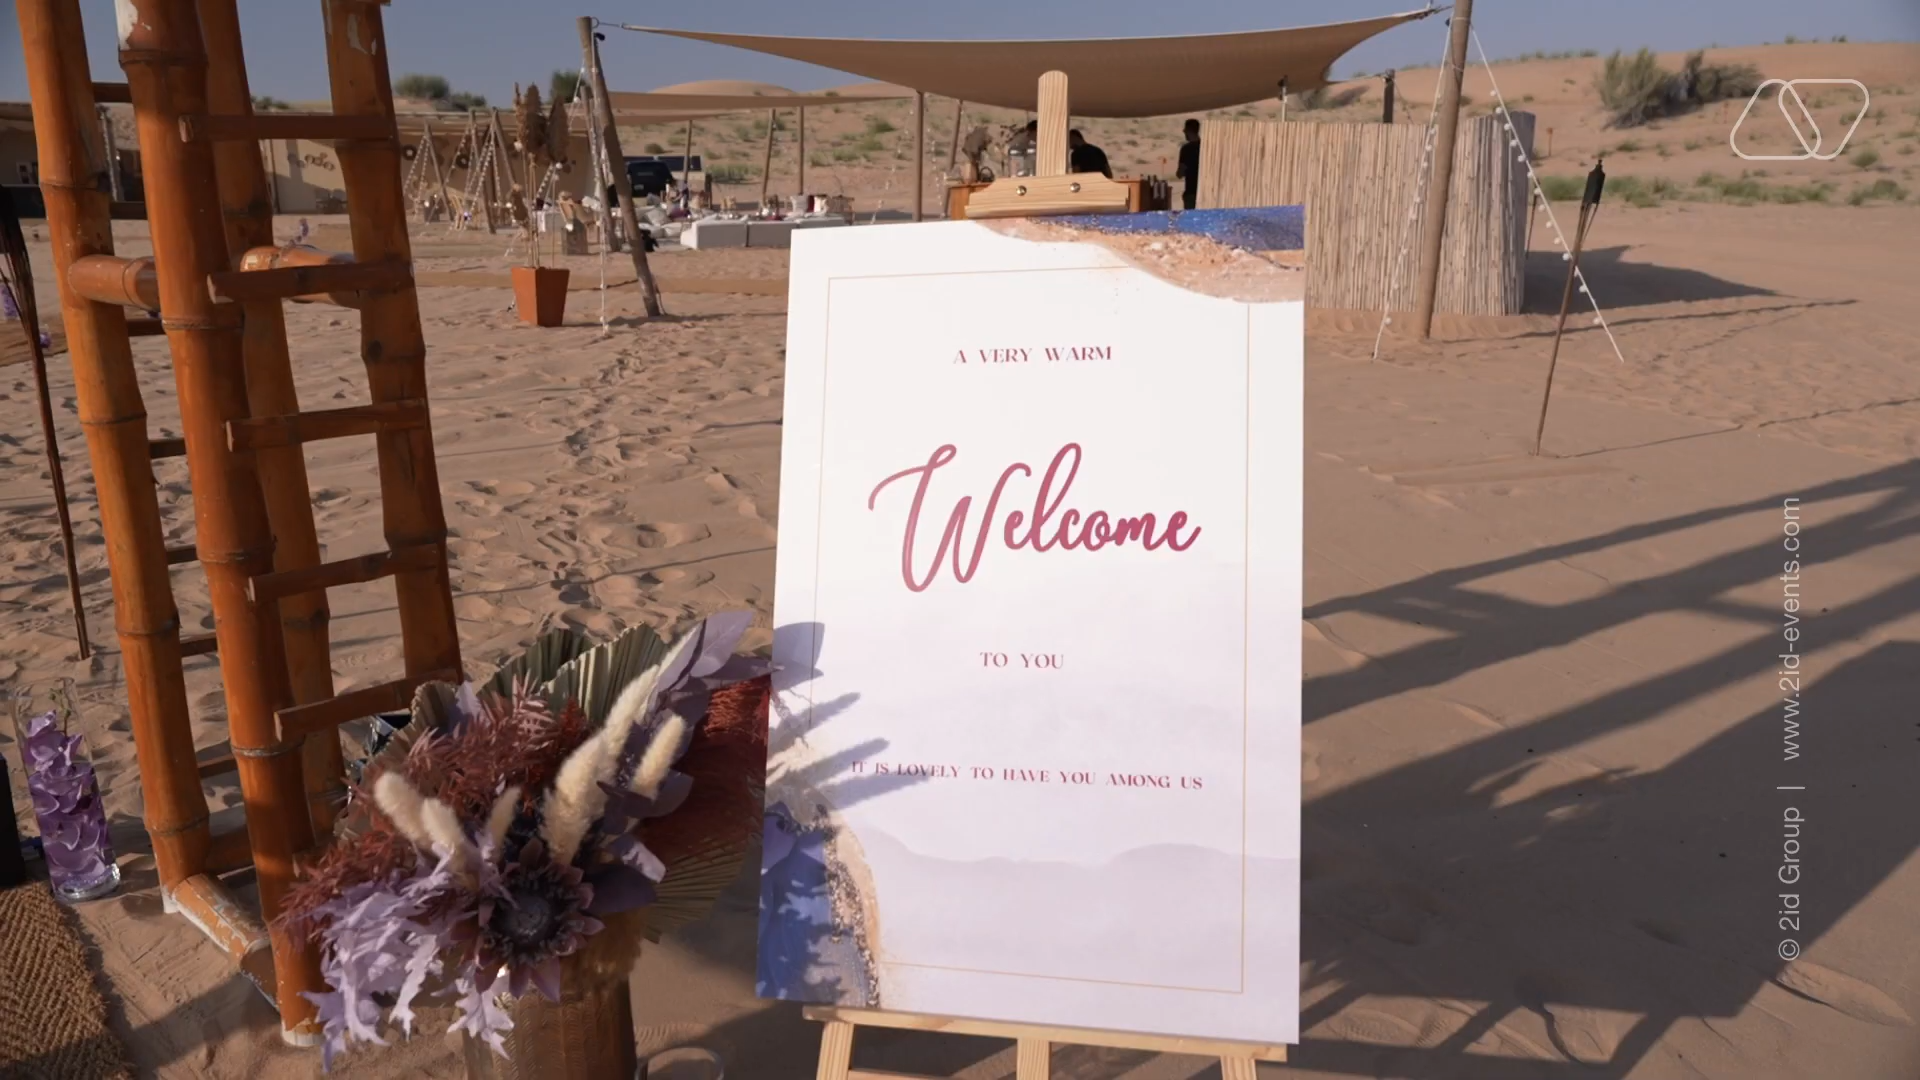 A VERY WARM
Welcome
TO YOU
IT IS LOVELY TO HAVE YOU AMONG US
© 2id Group | www.2id-events.com